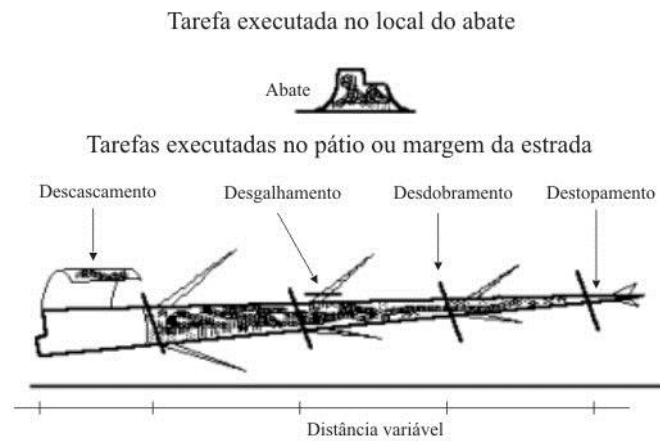 Tarefa executada no local do abate
Abate
Tarefas executadas no pátio ou margem da estrada
Descascamento Desgalhamento Desdobramento Destopamento
Distância variável